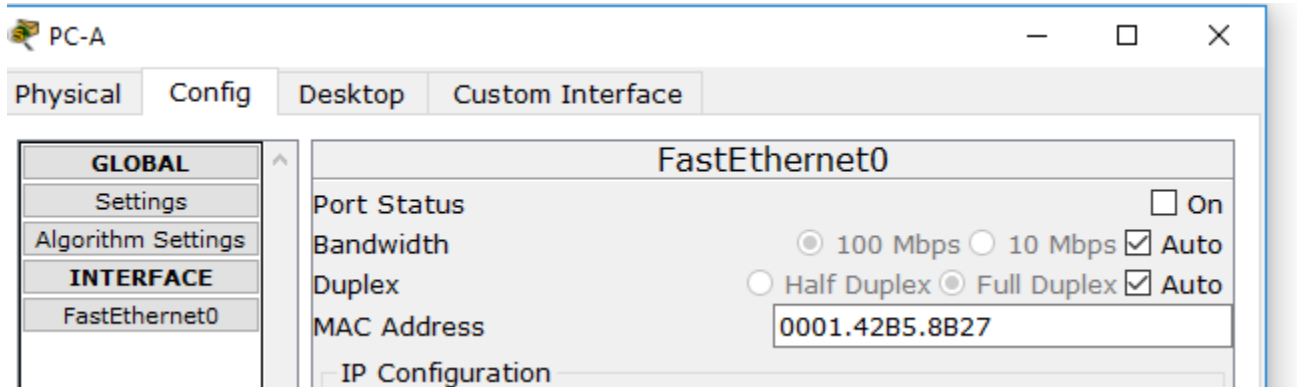 PC-A
Physical Config Desktop Custom Interface
GLOBAL
Settings
Algorithm Settings
INTERFACE
FastEthernet0
FastEthernet0
Port Status On
Bandwidth 100 Mbps 10 Mbps Auto
Duplex Half Duplex Full Duplex Auto
MAC Address 0001.42B5.8B27
IP Configuration